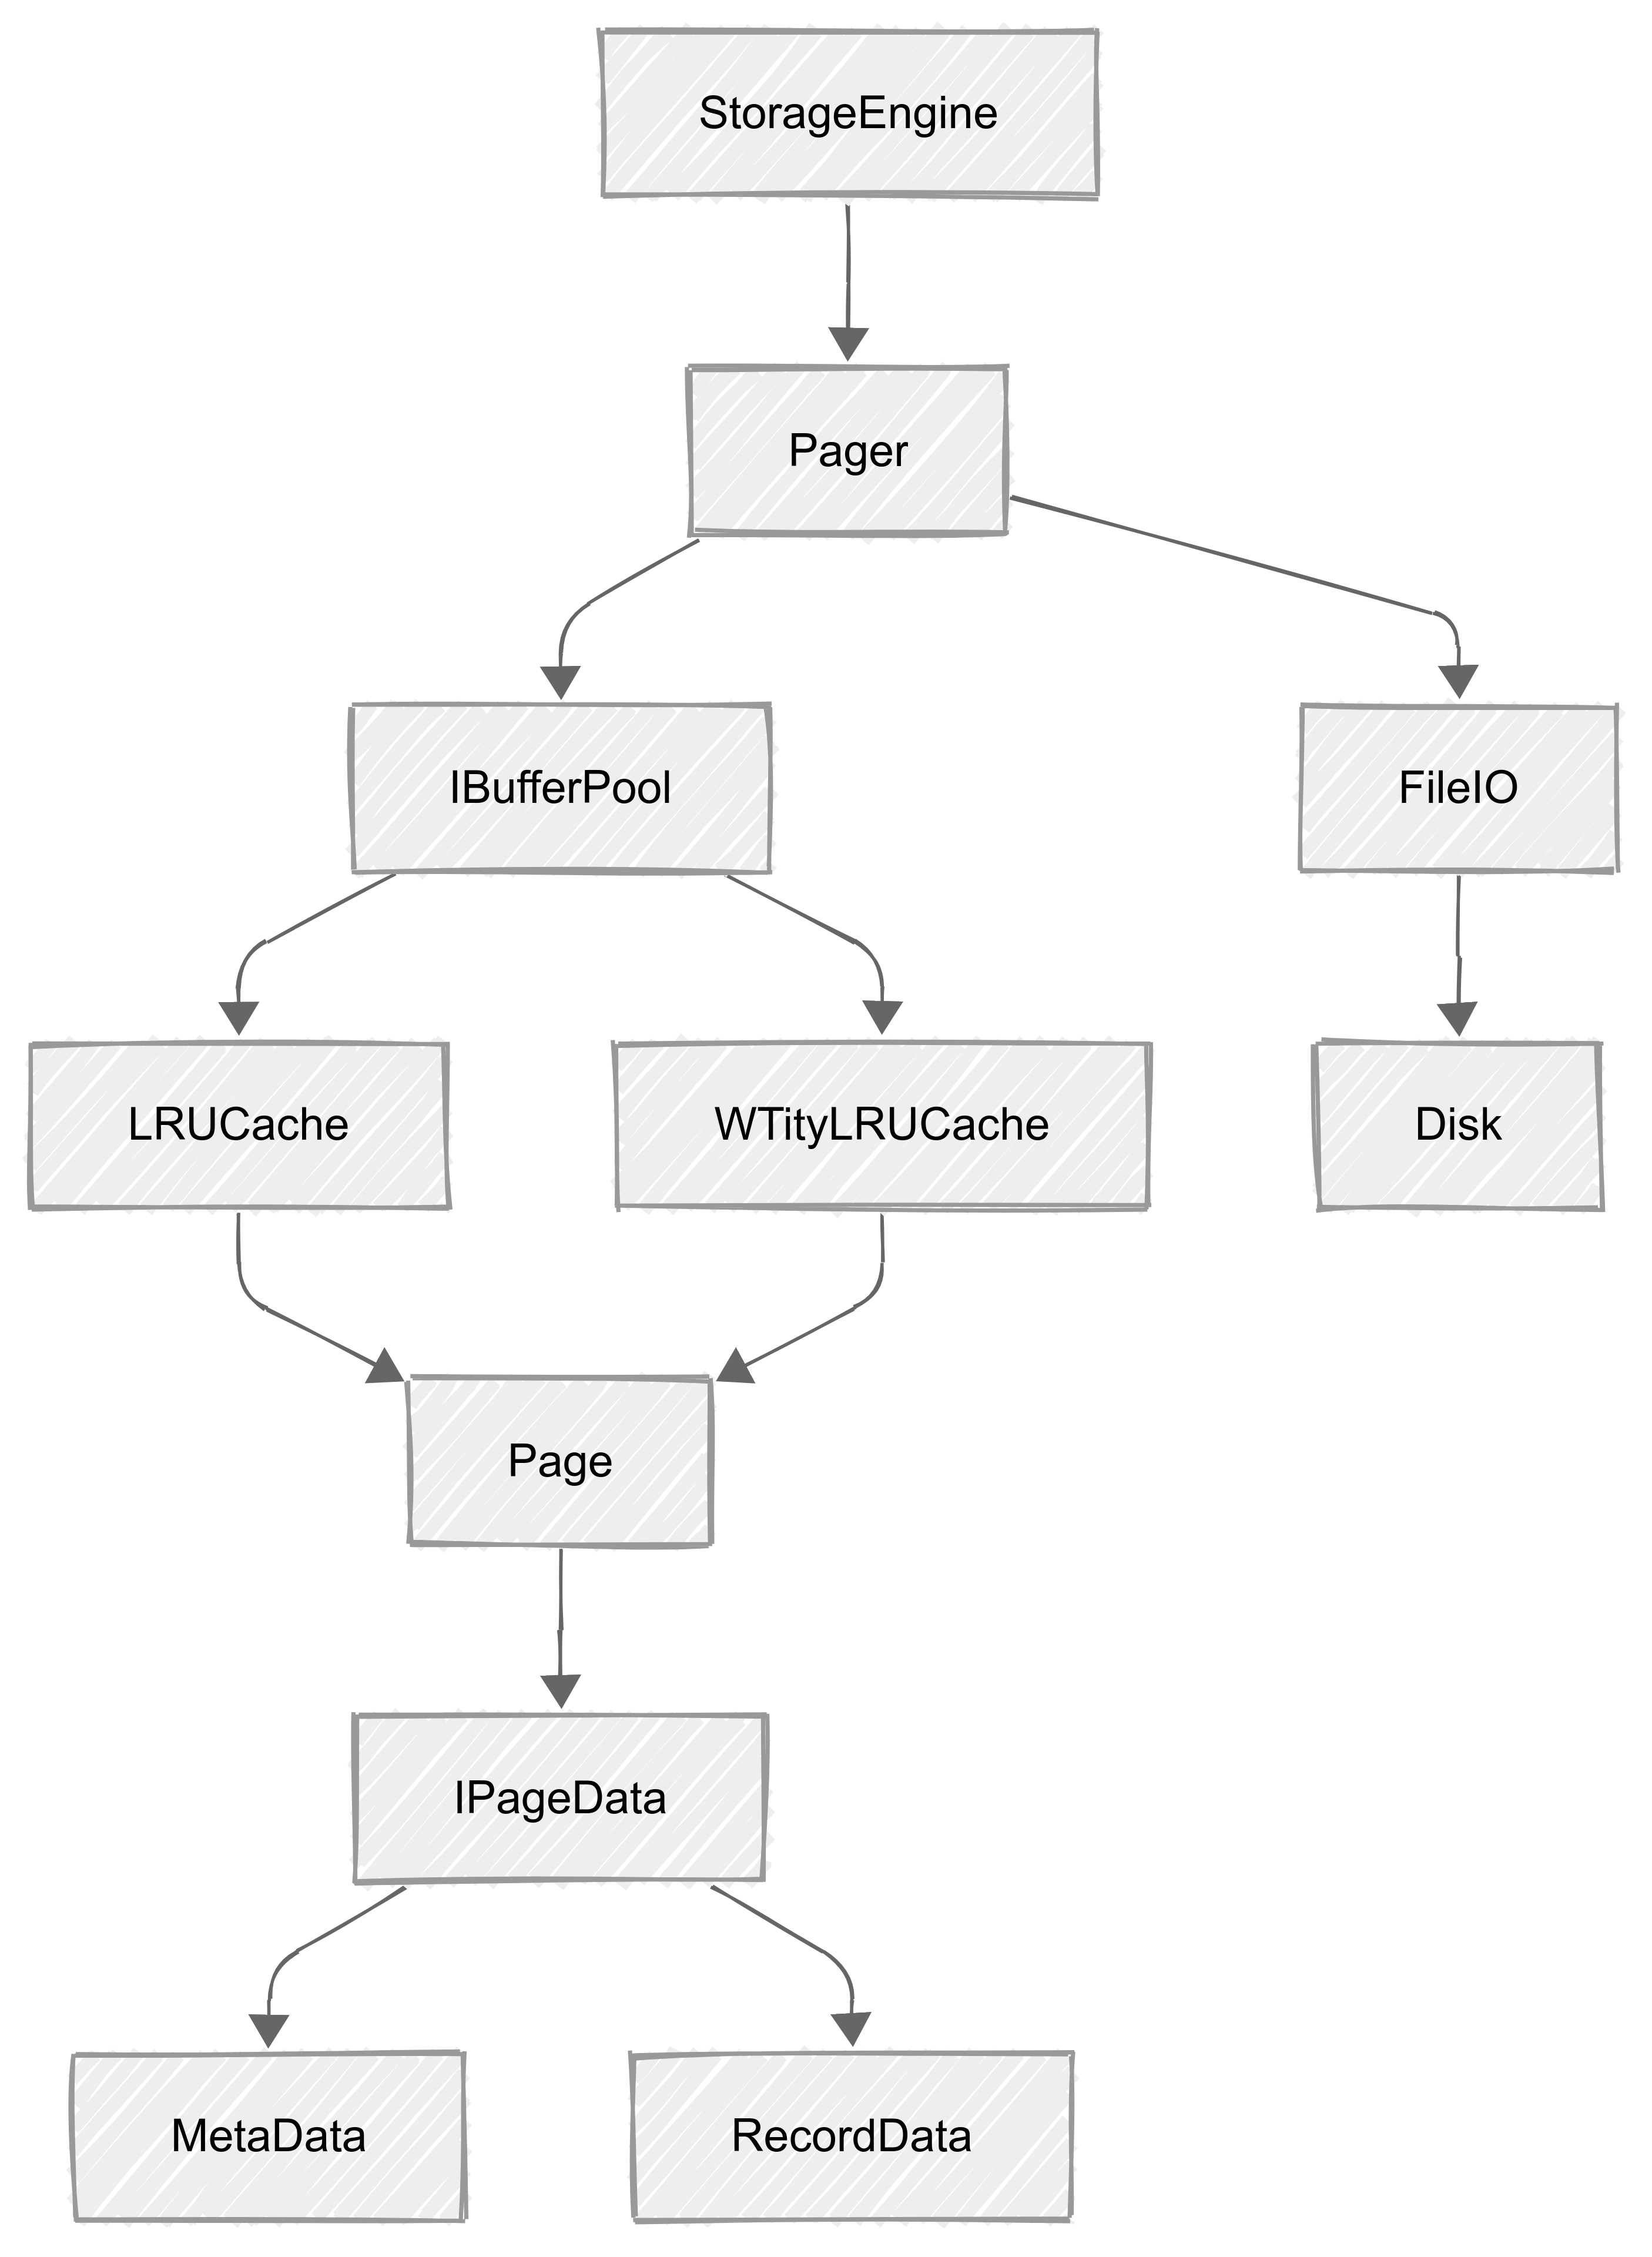 StorageEngine
Pager
IBufferPool
FileIO
LRUCache
WTityLRUCache
Disk
Page
IPageData
MetaData
RecordData